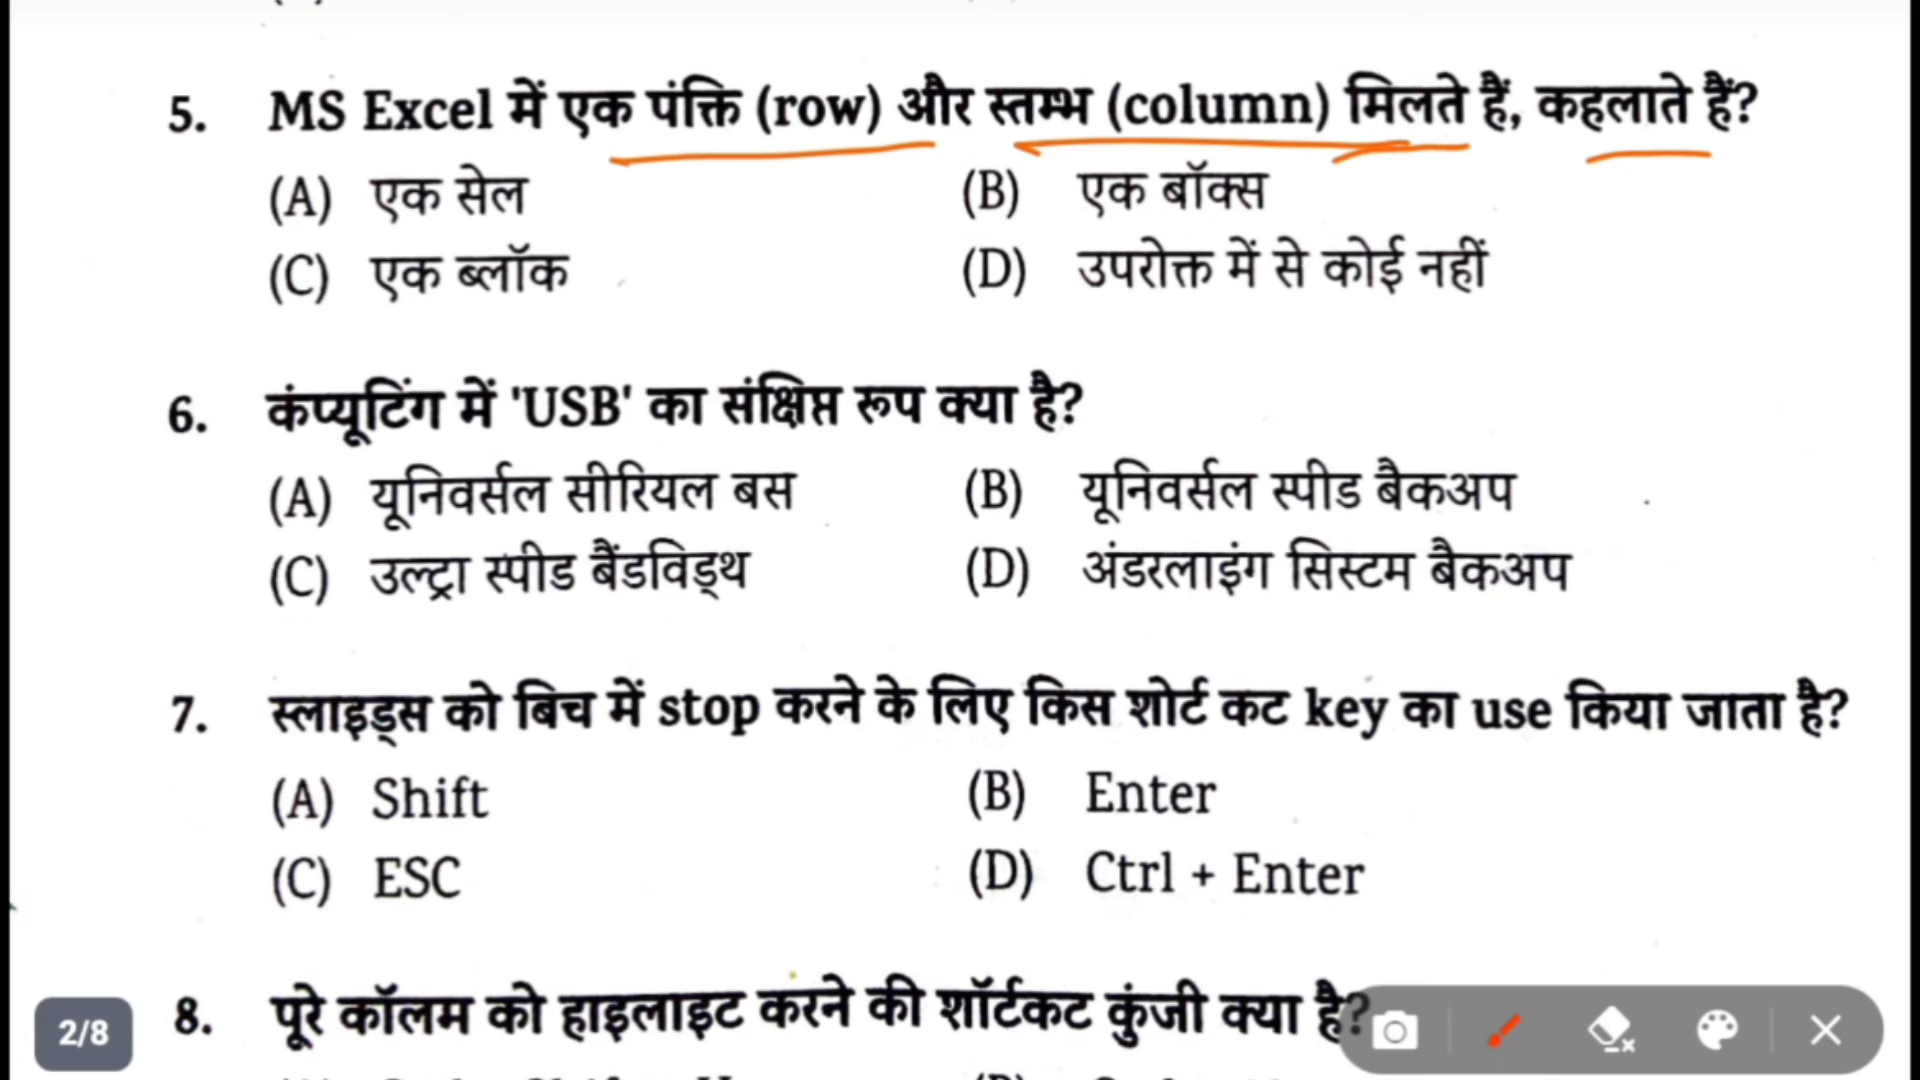 5. MS Excel में एक पंक्ति (row) और स्तम्भ (column) मिलते हैं, कहलाते हैं?
(A) एक सेल (B) एक बॉक्स
(C) एक ब्लॉक (D) उपरोक्त में से कोई नहीं
6. कंप्यूटिंग में 'USB' का संक्षिप्त रूप क्या है?
(A) यूनिवर्सल सीरियल बस (B) यूनिवर्सल स्पीड बैकअप
(C) उल्ट्रा स्पीड बैंडविड्थ (D) अंडरलाइंग सिस्टम बैकअप
7. स्लाइड्स को बिच में stop करने के लिए किस शोर्ट कट key का use किया जाता है?
(A) Shift (B) Enter
(C) ESC (D) Ctrl + Enter
8. पूरे कॉलम को हाइलाइट करने की शॉर्टकट कुंजी क्या है?
2/8